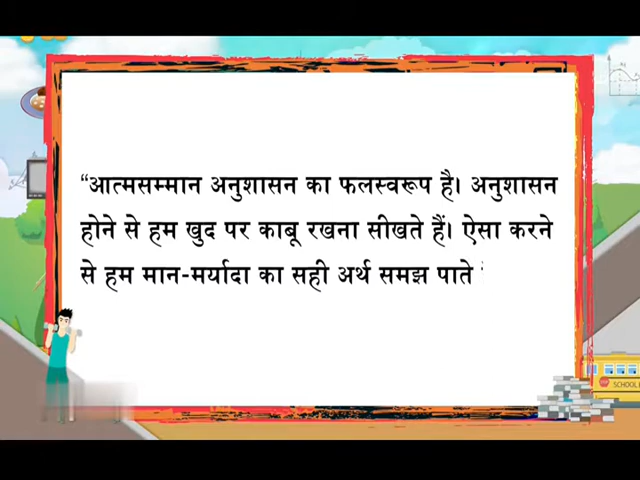 “आत्मसम्मान अनुशासन का फलस्वरूप है। अनुशासन
होने से हम खुद पर काबू रखना सीखते हैं। ऐसा करने
से हम मान-मर्यादा का सही अर्थ समझ पाते
SCHOOL